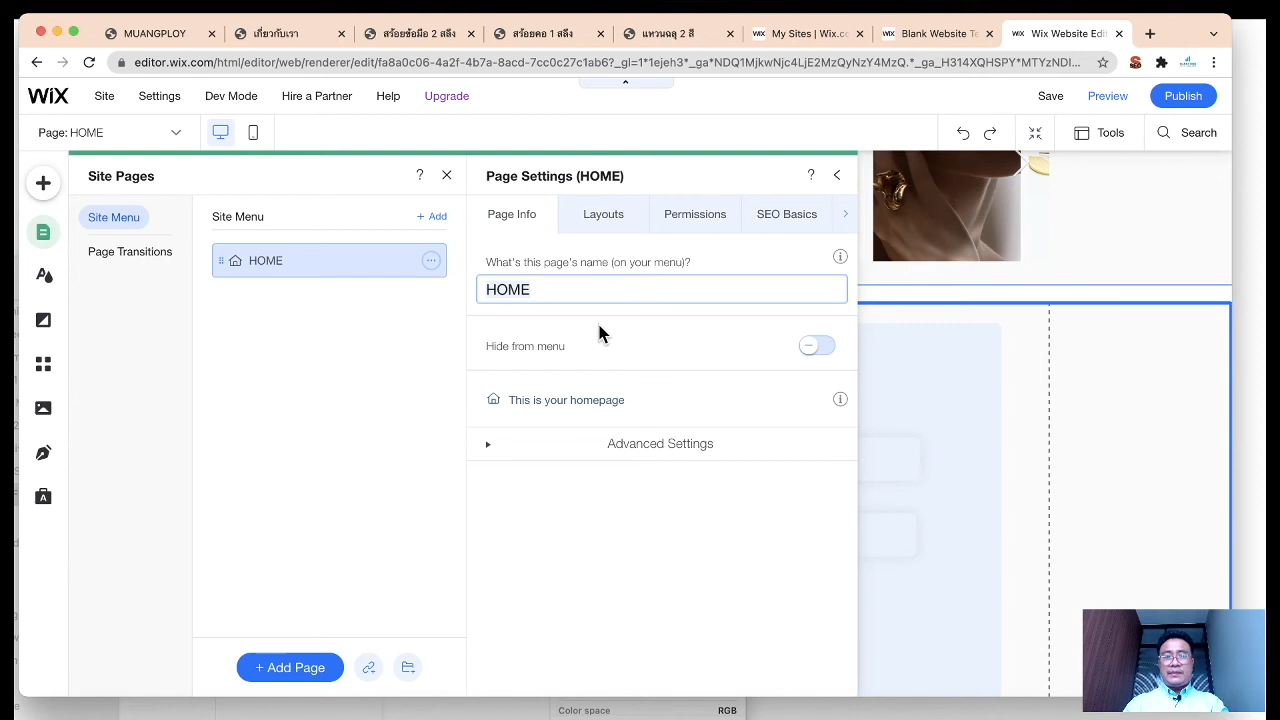 MUANGPLOY
เกี่ยวกับเรา
สร้อยข้อมือ 2 สลึง
สร้อยคอ 1 สลึง
แหวนฉลุ 2 สี
My Sites | Wix.co
Blank Website Te
Wix Website Edit
editor.wix.com/html/editor/web/renderer/edit/fa8a0c06-4a2f-4b7a-8acd-7cc0c27c1ab6?_gl=1*1ejeh3*_ga*NDQ1MjkwNjc4LjE2MzQyNzY4MzQ.*_ga_H314XQHSPY*MTYzNDI...
WiX
Site
Settings
Dev Mode
Hire a Partner
Help
Upgrade
Save
Preview
Publish
Page: HOME
Tools
Search
Site Pages
?
Page Settings (HOME)
?
Site Menu
Site Menu
+ Add
Page Info
Layouts
Permissions
SEO Basics
Page Transitions
HOME
What's this page's name (on your menu)?
HOME
Hide from menu
This is your homepage
Advanced Settings
+ Add Page
Color space
RGB